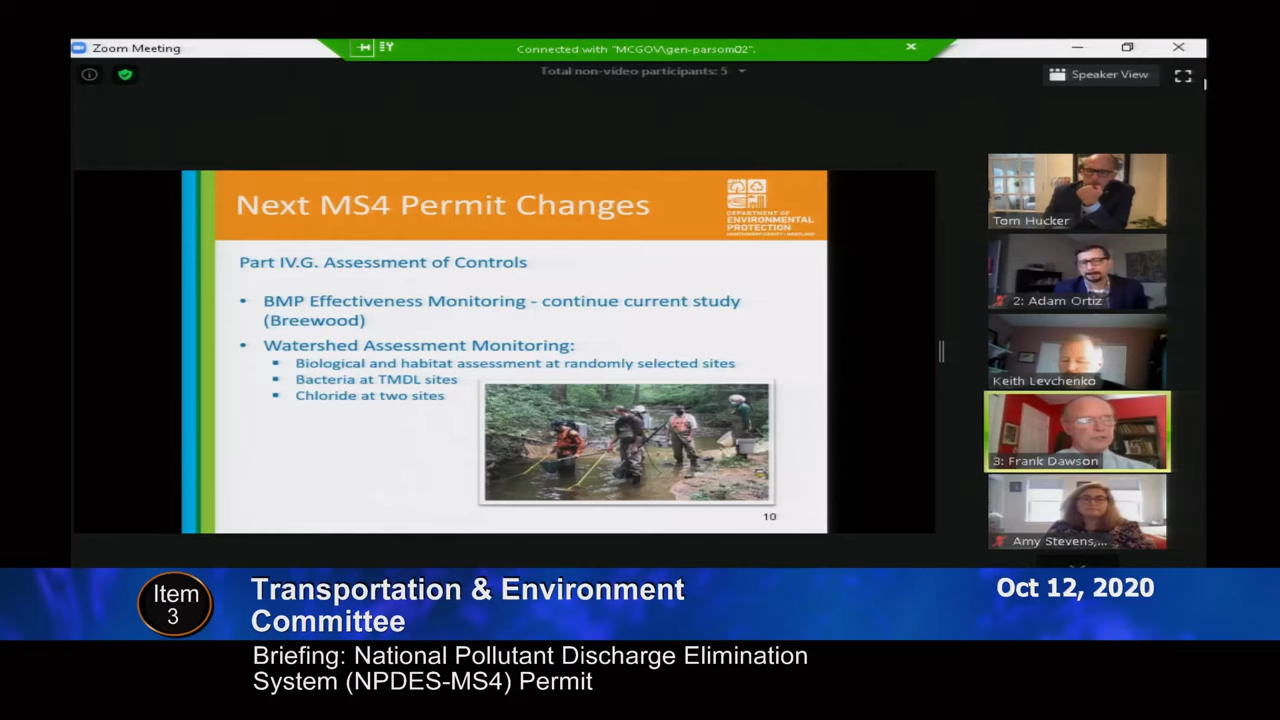 Zoom Meeting
Connected with "MCGOV\gen-parsom02".
Total non-video participants: 5
Speaker View
Next MS4 Permit Changes
DEPARTMENT OF
ENVIRONMENTAL
PROTECTION
Part IV.G. Assessment of Controls
• BMP Effectiveness Monitoring - continue current study
(Breewood)
• Watershed Assessment Monitoring:
▪ Biological and habitat assessment at randomly selected sites
▪ Bacteria at TMDL sites
▪ Chloride at two sites
10
Tom Hucker
2: Adam Ortiz
Keith Levchenko
3: Frank Dawson
Amy Stevens,...
Item
3
Transportation & Environment
Committee
Oct 12, 2020
Briefing: National Pollutant Discharge Elimination
System (NPDES-MS4) Permit